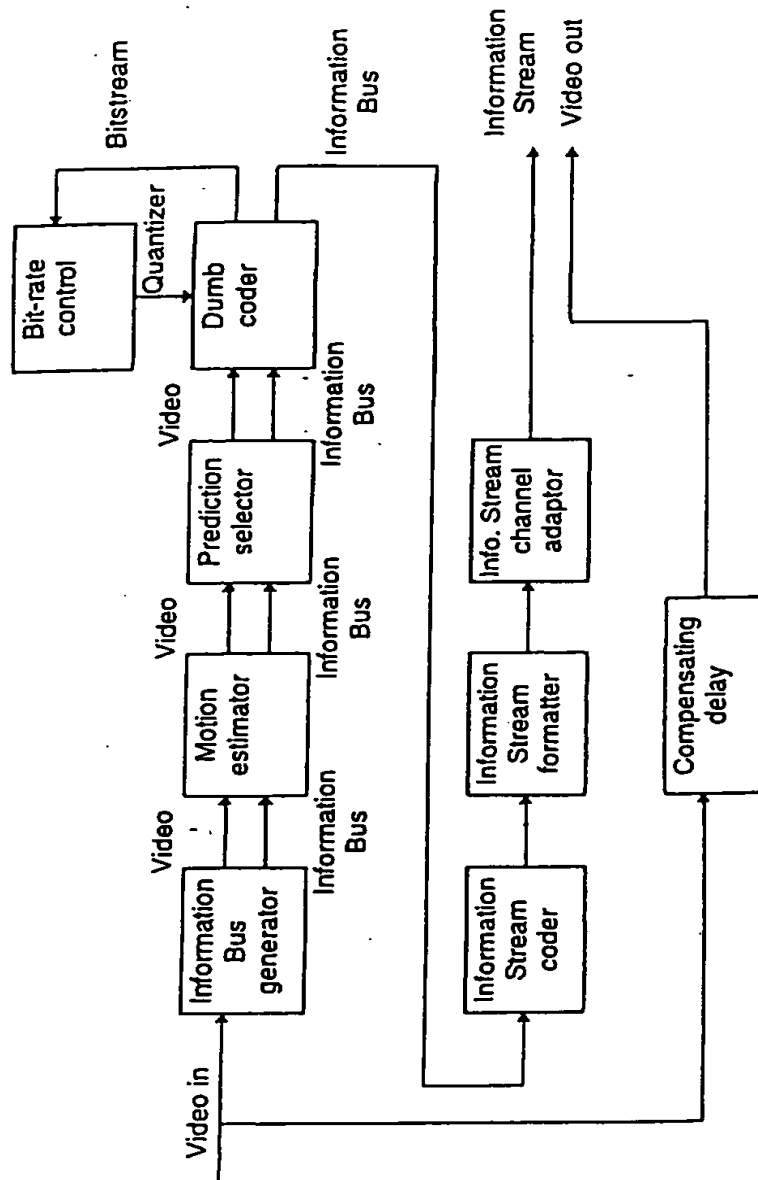 Video in
Information
Bus
generator
Video
Information
Bus
Motion
estimator
Video
Information
Bus
Prediction
selector
Video
Information
Bus
Dumb
coder
Quantizer
Bit-rate
control
Bitstream
Information
Bus
Information
Stream
coder
Information
Stream
formatter
Info. Stream
channel
adaptor
Information
Stream
Video out
Compensating
delay